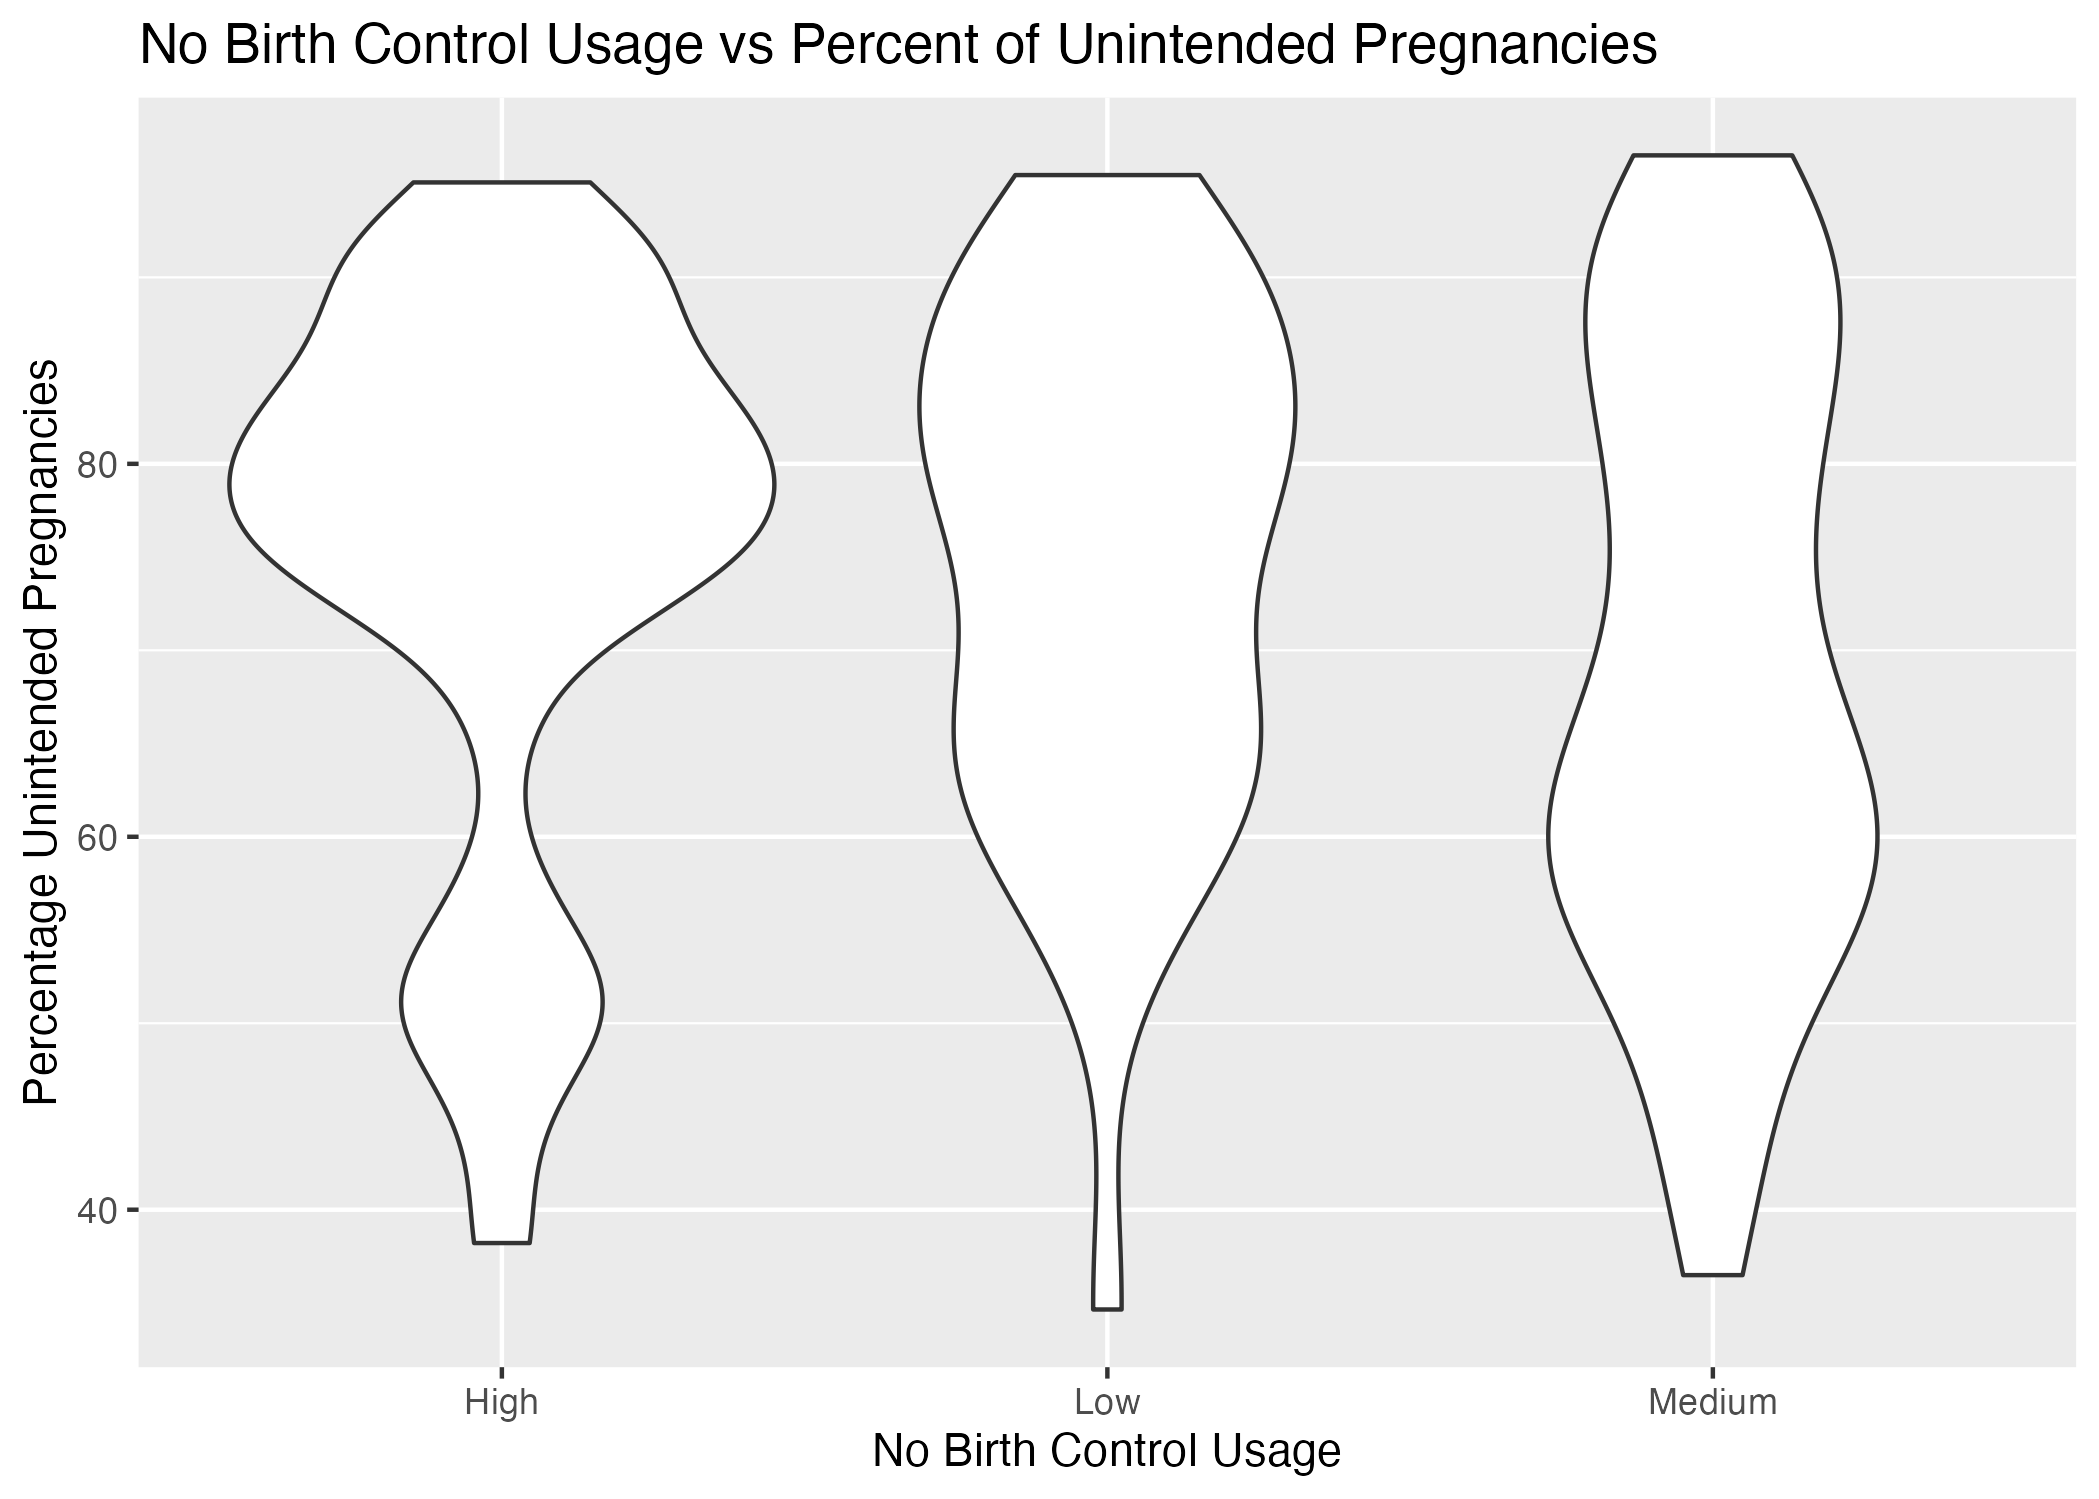 No Birth Control Usage vs Percent of Unintended Pregnancies
Percentage Unintended Pregnancies
80
60
40
High
Low
Medium
No Birth Control Usage